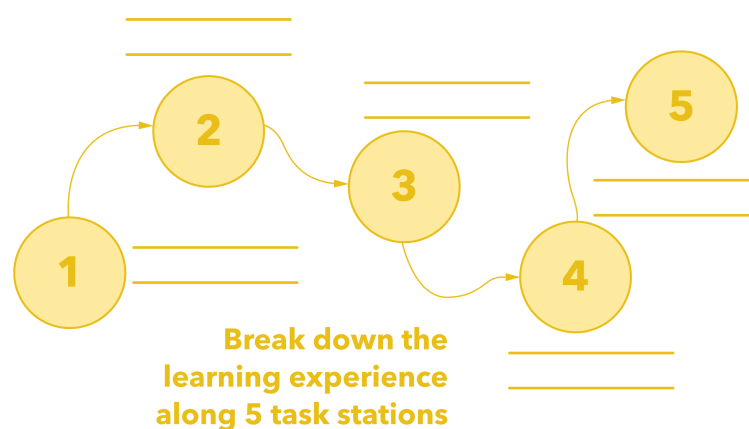 1
2
3
4
5
Break down the
learning experience
along 5 task stations